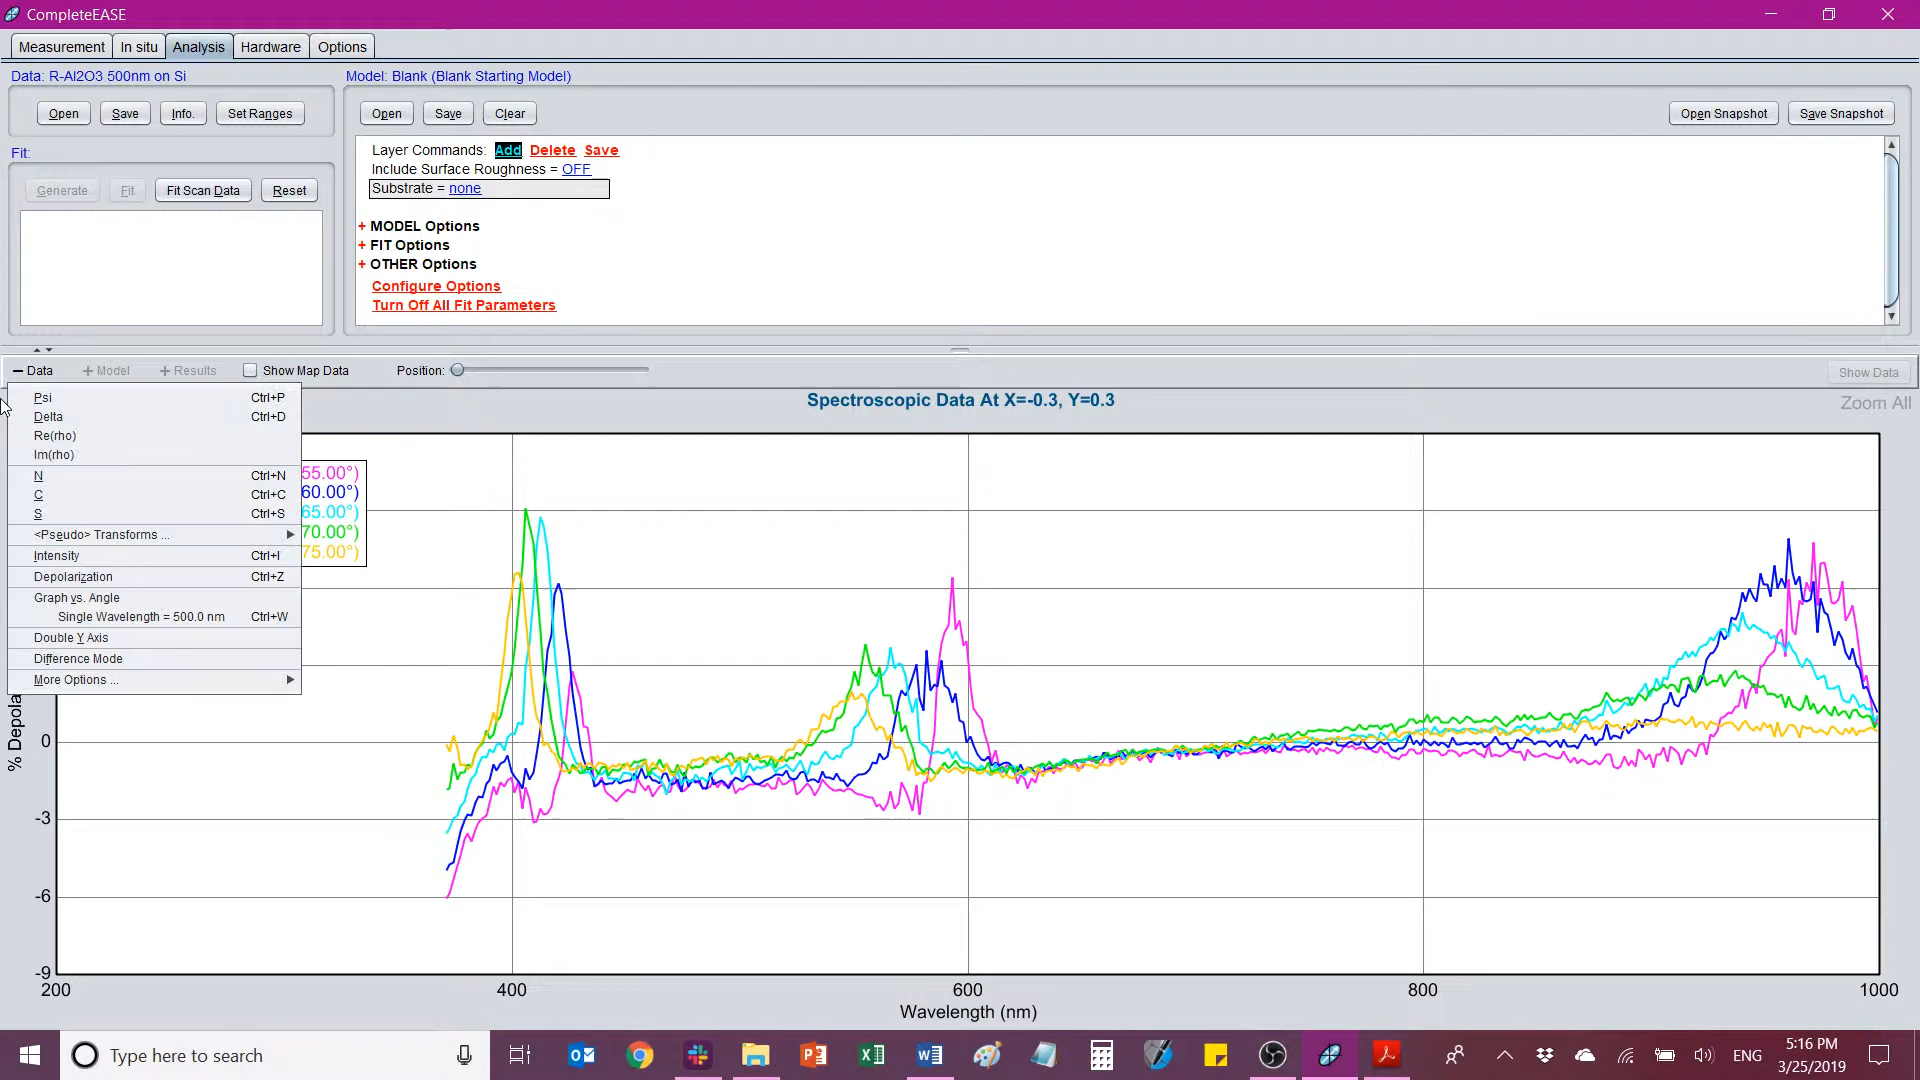 CompleteEASE
Measurement In situ Analysis Hardware Options
Data: R-Al2O3 500nm on Si
Model: Blank (Blank Starting Model)
Open Save Info. Set Ranges
Open Save Clear
Open Snapshot Save Snapshot
Layer Commands: Add Delete Save
Include Surface Roughness = OFF
Substrate = none
+ MODEL Options
+ FIT Options
+ OTHER Options
Configure Options
Turn Off All Fit Parameters
Fit:
Generate Fit Fit Scan Data Reset
Data + Model + Results Show Map Data Position: Show Data
Psi Ctrl+P
Delta Ctrl+D
Re(rho)
Im(rho)
N Ctrl+N
C Ctrl+C
S Ctrl+S
<Pseudo> Transforms ...
Intensity Ctrl+I
Depolarization Ctrl+Z
Graph vs. Angle
Single Wavelength = 500.0 nm Ctrl+W
Double Y Axis
Difference Mode
More Options ...
Spectroscopic Data At X=-0.3, Y=0.3
Zoom All
55.00°)
60.00°)
65.00°)
70.00°)
75.00°)
% Depola
0
-3
-6
-9
200 400 600 800 1000
Wavelength (nm)
Type here to search
ENG
5:16 PM
3/25/2019